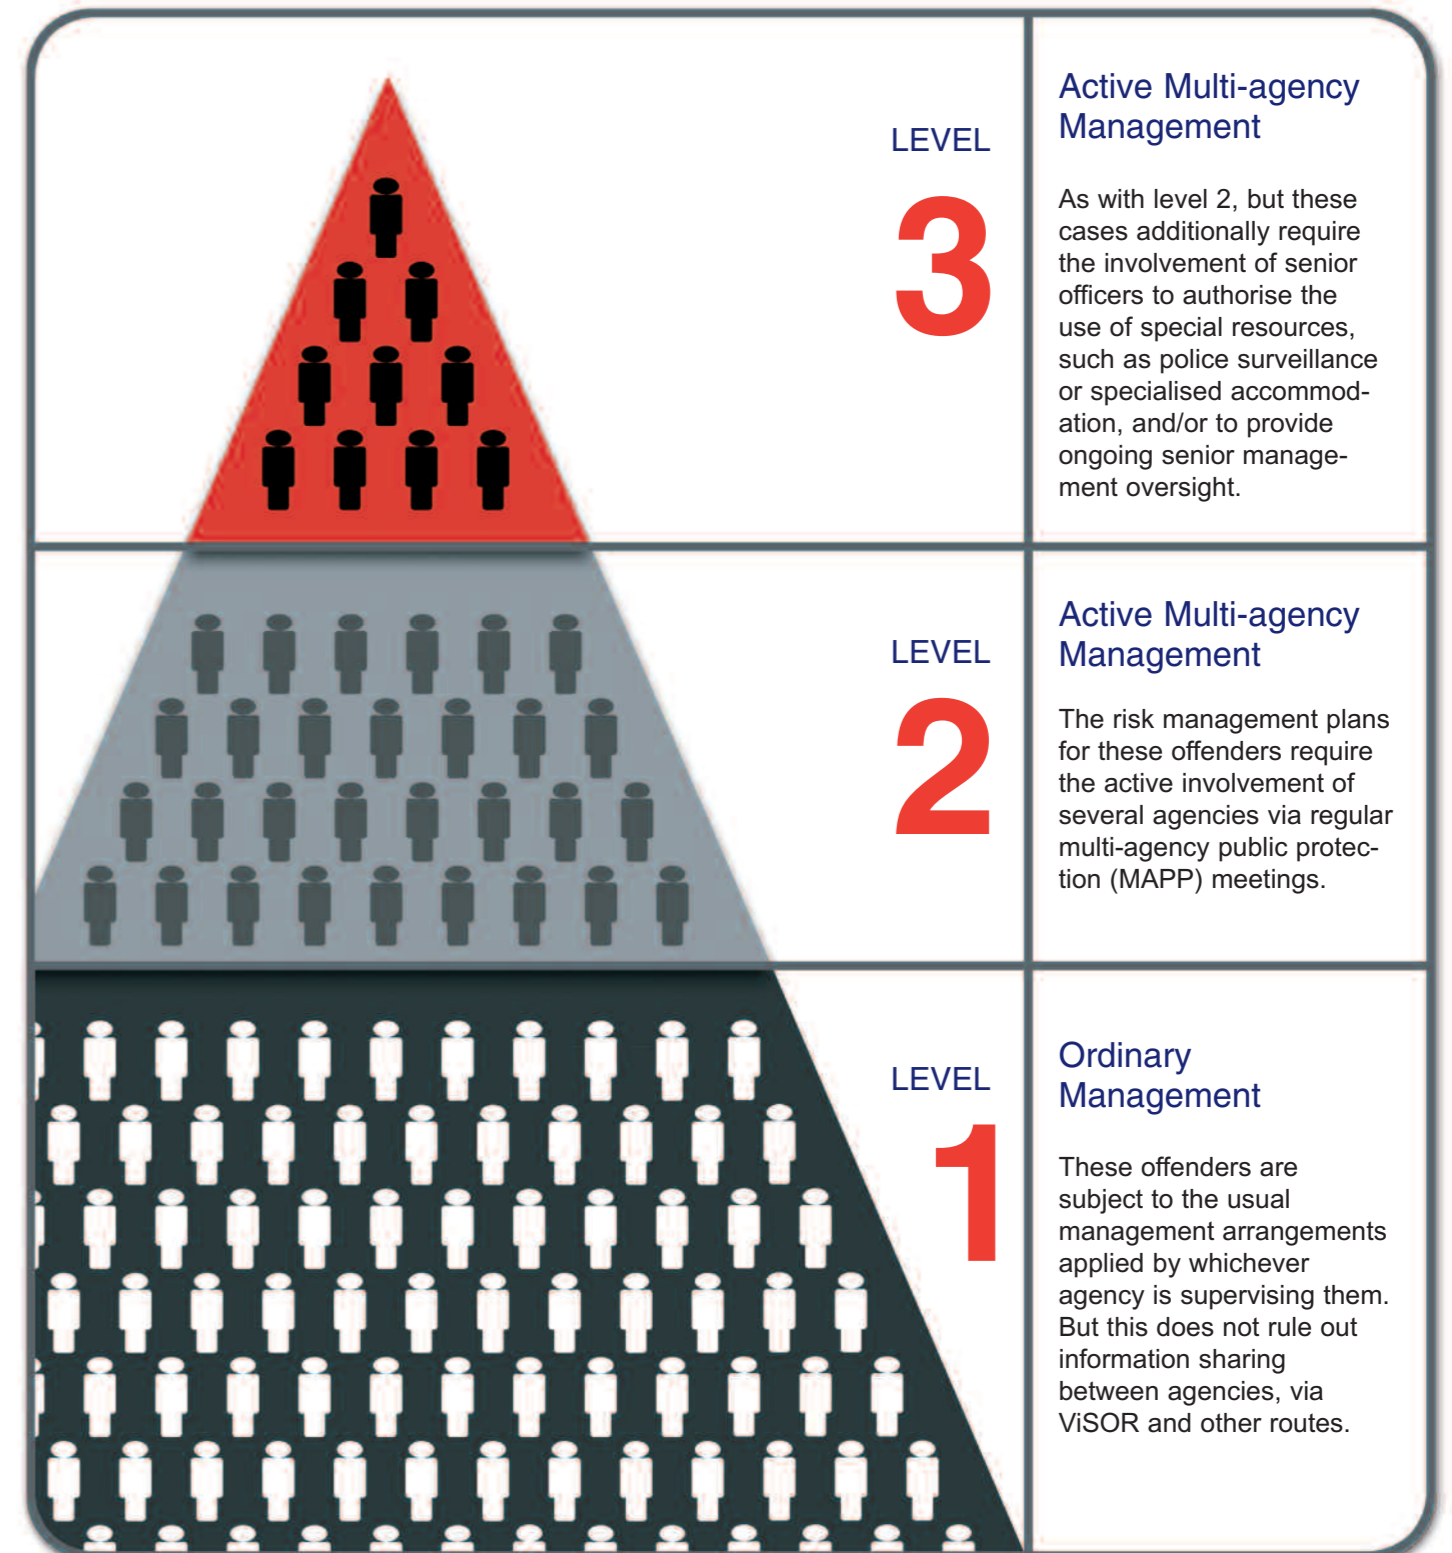 LEVEL
3
Active Multi-agency
Management
As with level 2, but these
cases additionally require
the involvement of senior
officers to authorise the
use of special resources,
such as police surveillance
or specialised accommod-
ation, and/or to provide
ongoing senior manage-
ment oversight.
LEVEL
2
Active Multi-agency
Management
The risk management plans
for these offenders require
the active involvement of
several agencies via regular
multi-agency public protec-
tion (MAPP) meetings.
LEVEL
1
Ordinary
Management
These offenders are
subject to the usual
management arrangements
applied by whichever
agency is supervising them.
But this does not rule out
information sharing
between agencies, via
ViSOR and other routes.